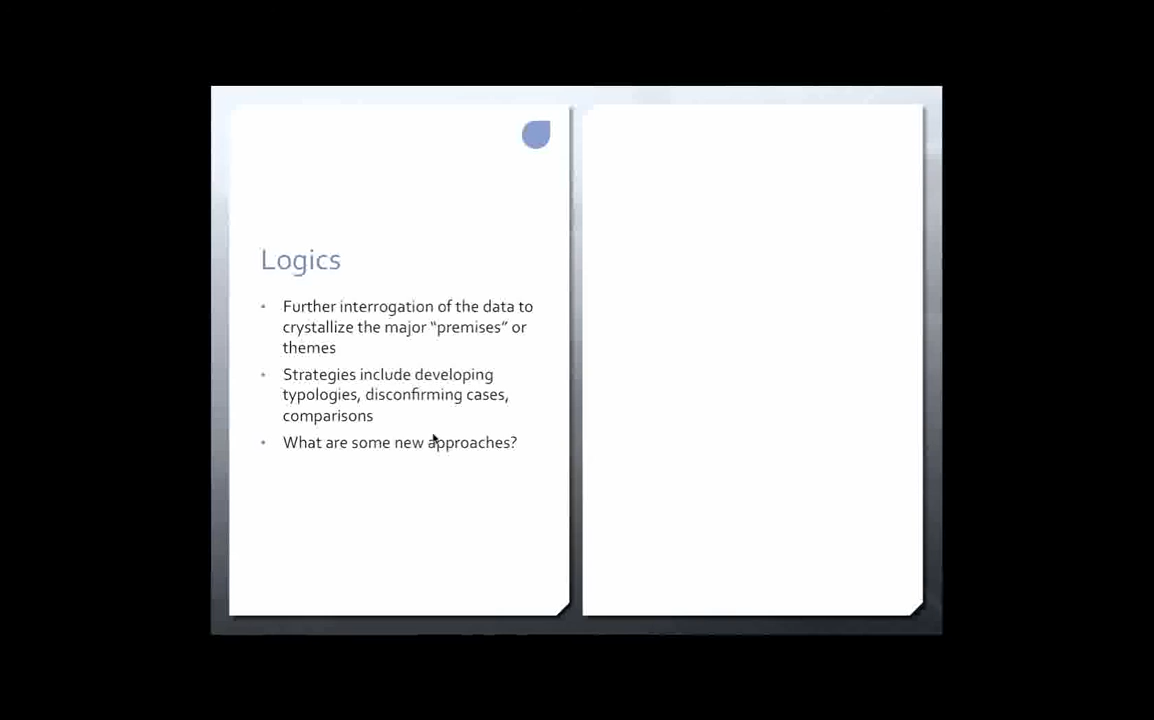 Logics
• Further interrogation of the data to
crystallize the major “premises” or
themes
• Strategies include developing
typologies, disconfirming cases,
comparisons
• What are some new approaches?